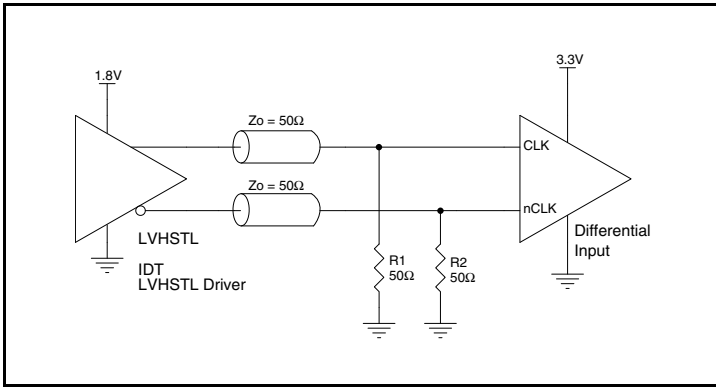 1.8V
3.3V
Zo = 50Ω
CLK
Zo = 50Ω
nCLK
LVHSTL
IDT
LVHSTL Driver
R1
50Ω
R2
50Ω
Differential
Input